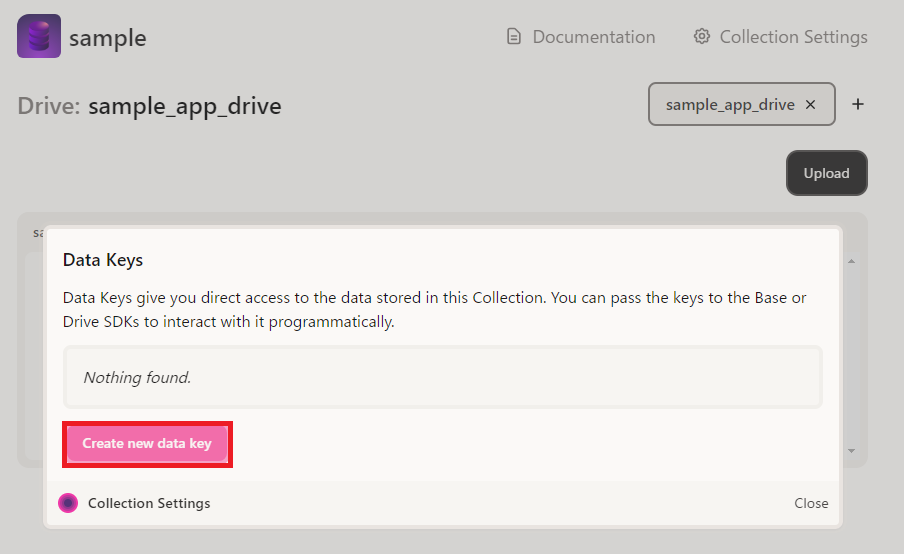 sample
Documentation
Collection Settings
Drive: sample_app_drive
sample_app_drive ×
+
Upload
sa
Data Keys
Data Keys give you direct access to the data stored in this Collection. You can pass the keys to the Base or
Drive SDKs to interact with it programmatically.
Nothing found.
Create new data key
Collection Settings
Close